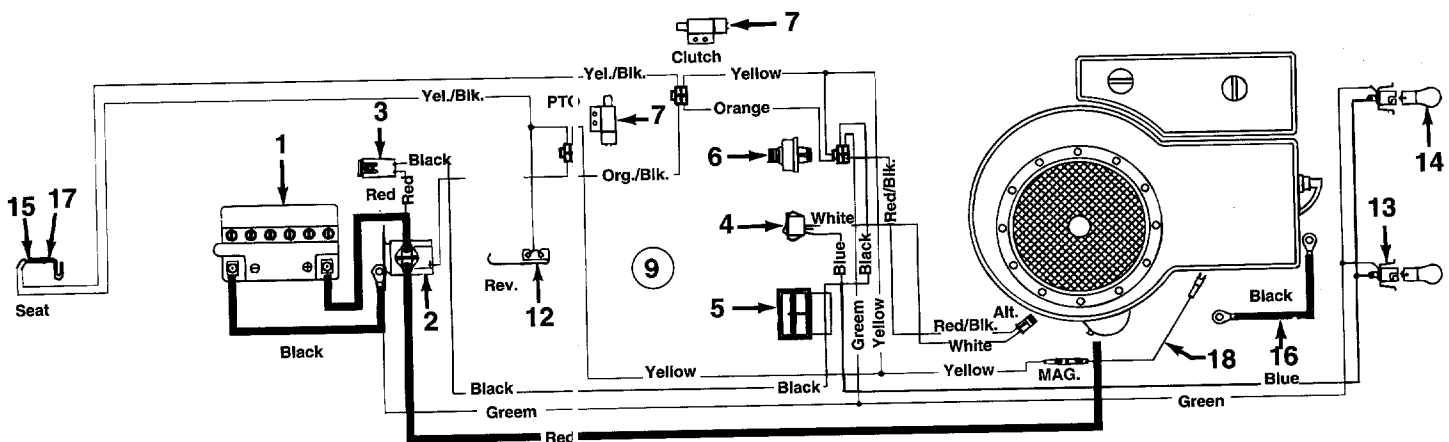 7
Clutch
Yel./Blk.
Yellow
Yel./Blk.
PTO
Orange
7
3
1
Black
6
14
Red
Red
Org./Blk.
Red/Blk.
15
17
4
White
13
Blue
Black
9
Rev.
12
Seat
2
5
Black
Alt.
Red/Blk.
White
Greem
Yellow
Black
18
16
Yellow
Yellow
MAG.
Blue
Black
Black
Greem
Green
Red